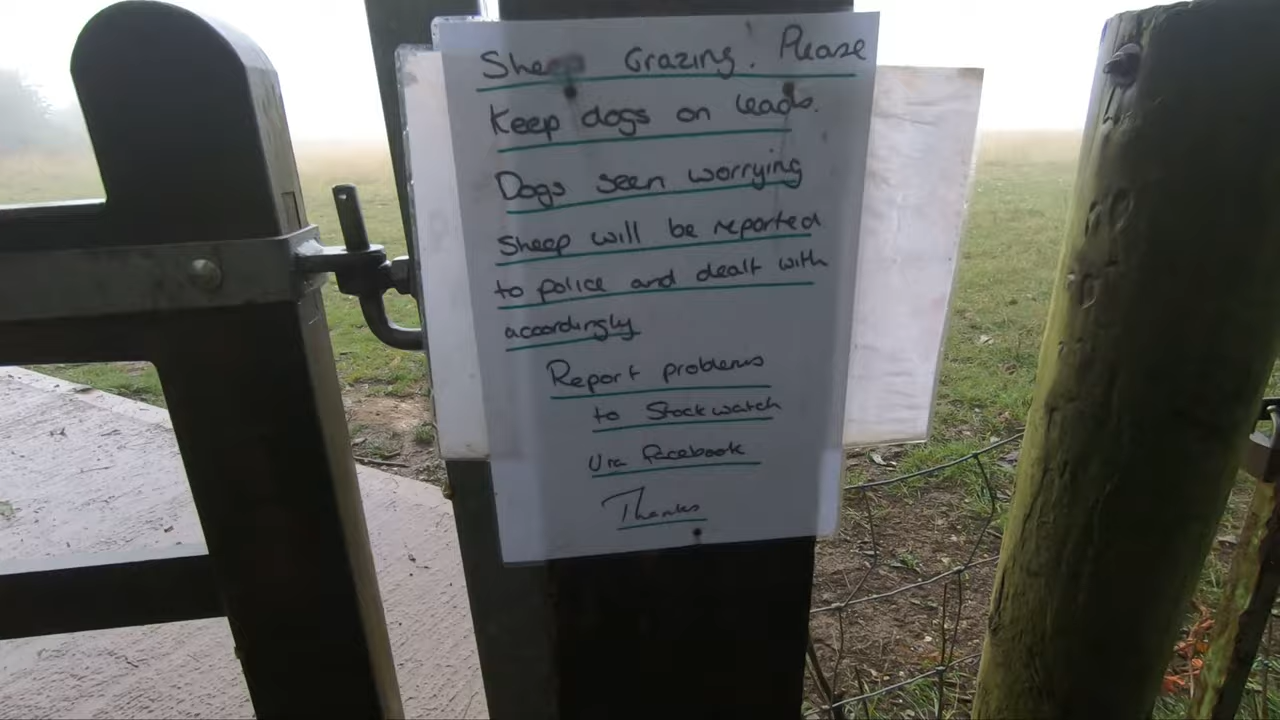 Sheep Grazing. Please
Keep dogs on leads.
Dogs seen worrying
Sheep will be reported
to police and dealt with
accordingly
Report problems
to Stockwatch
Via facebook
Thanks